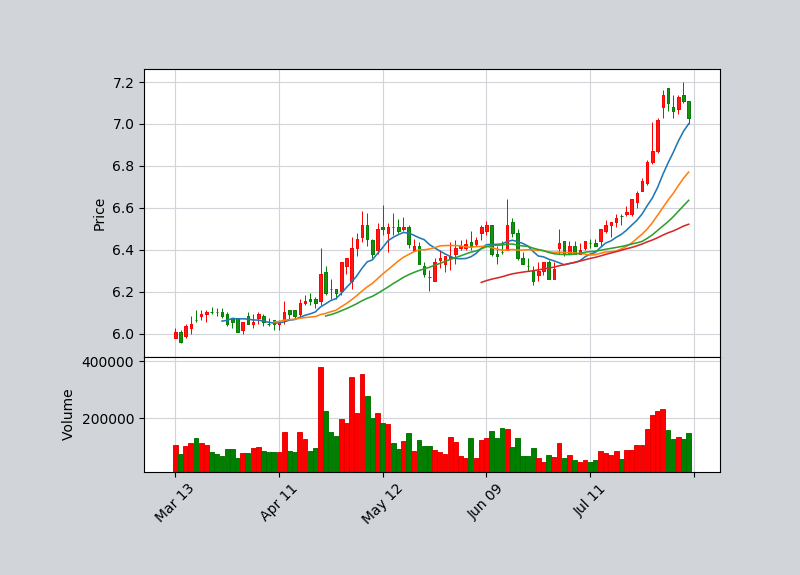 7.2
7.0
6.8
6.6
6.4
6.2
6.0
Price
400000
200000
Volume
Mar 13
Apr 11
May 12
Jun 09
Jul 11